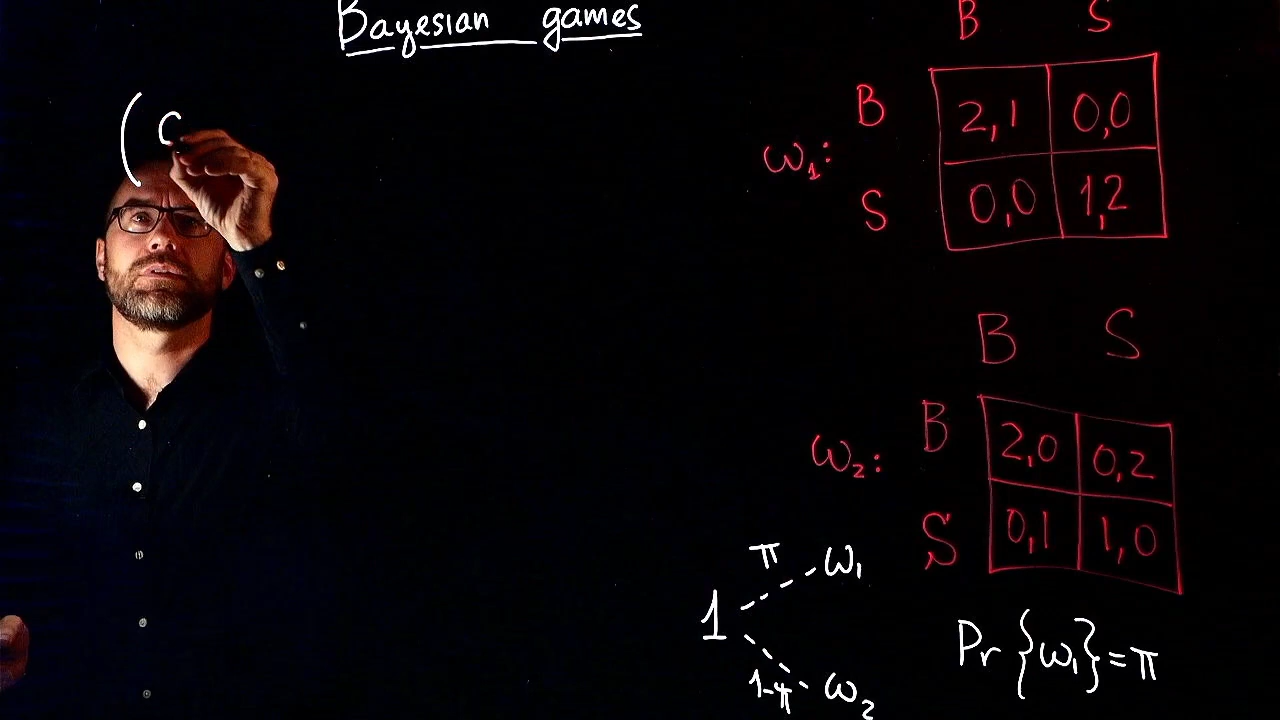 Bayesian games
( C
B S
ω₁:
B 2,1 0,0
S 0,0 1,2
B S
ω₂:
B 2,0 0,2
S 0,1 1,0
π ω₁
1
1-π ω₂
Pr {ω₁} = π